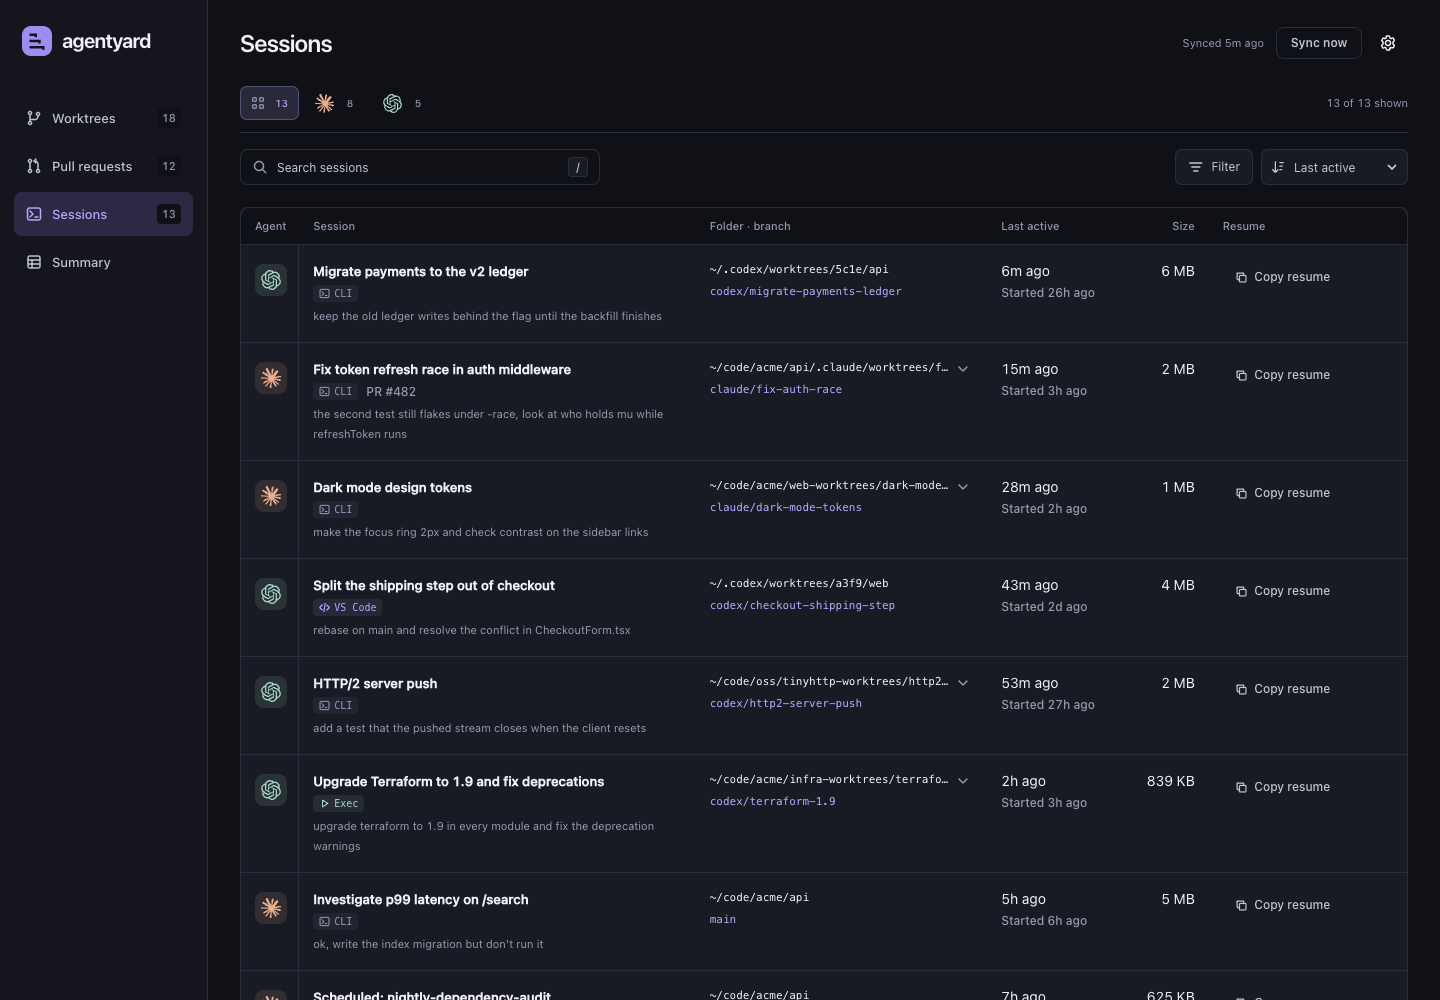 agentyard
Worktrees 18
Pull requests 12
Sessions 13
Summary
Sessions
Synced 5m ago
Sync now
13
8
5
13 of 13 shown
Search sessions
/
Filter
Last active
Agent Session Folder · branch Last active Size Resume
Migrate payments to the v2 ledger
CLI
keep the old ledger writes behind the flag until the backfill finishes
~/.codex/worktrees/5c1e/api
codex/migrate-payments-ledger
6m ago
Started 26h ago
6 MB
Copy resume
Fix token refresh race in auth middleware
CLI PR #482
the second test still flakes under -race, look at who holds mu while
refreshToken runs
~/code/acme/api/.claude/worktrees/f…
claude/fix-auth-race
15m ago
Started 3h ago
2 MB
Copy resume
Dark mode design tokens
CLI
make the focus ring 2px and check contrast on the sidebar links
~/code/acme/web-worktrees/dark-mode…
claude/dark-mode-tokens
28m ago
Started 2h ago
1 MB
Copy resume
Split the shipping step out of checkout
VS Code
rebase on main and resolve the conflict in CheckoutForm.tsx
~/.codex/worktrees/a3f9/web
codex/checkout-shipping-step
43m ago
Started 2d ago
4 MB
Copy resume
HTTP/2 server push
CLI
add a test that the pushed stream closes when the client resets
~/code/oss/tinyhttp-worktrees/http2…
codex/http2-server-push
53m ago
Started 27h ago
2 MB
Copy resume
Upgrade Terraform to 1.9 and fix deprecations
Exec
upgrade terraform to 1.9 in every module and fix the deprecation
warnings
~/code/acme/infra-worktrees/terrafo…
codex/terraform-1.9
2h ago
Started 3h ago
839 KB
Copy resume
Investigate p99 latency on /search
CLI
ok, write the index migration but don't run it
~/code/acme/api
main
5h ago
Started 6h ago
5 MB
Copy resume
Scheduled: nightly-dependency-audit
~/code/acme/api
7h ago
625 KB